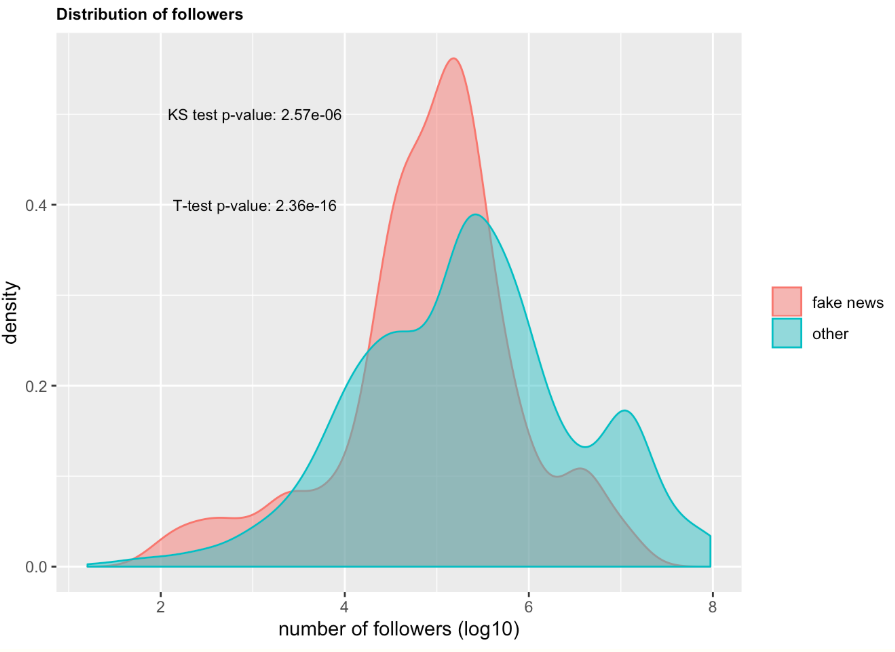 Distribution of followers
KS test p-value: 2.57e-06
T-test p-value: 2.36e-16
0.4
0.2
0.0
density
2 4 6 8
number of followers (log10)
fake news
other